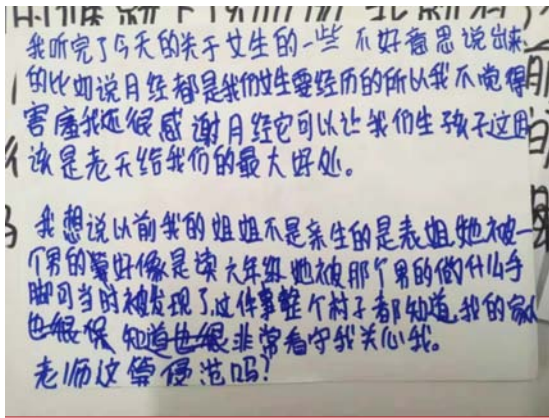 我听完了今天的关于女生的一些 不好意思说出来
的比如说月经都是我们女生要经历的所以我不觉得
害羞我还很感谢月经它可以让我们生孩子这因
该是老天给我们的最大好处。
我想说以前我的姐姐不是亲生的是表姐,她被一
个男的好像是读六年级她被那个男的做什么手
脚可当时被发现了,这件事整个村子都知道,我的家人
也很保 知道也很非常看守我关心我。
老师这算侵范吗?